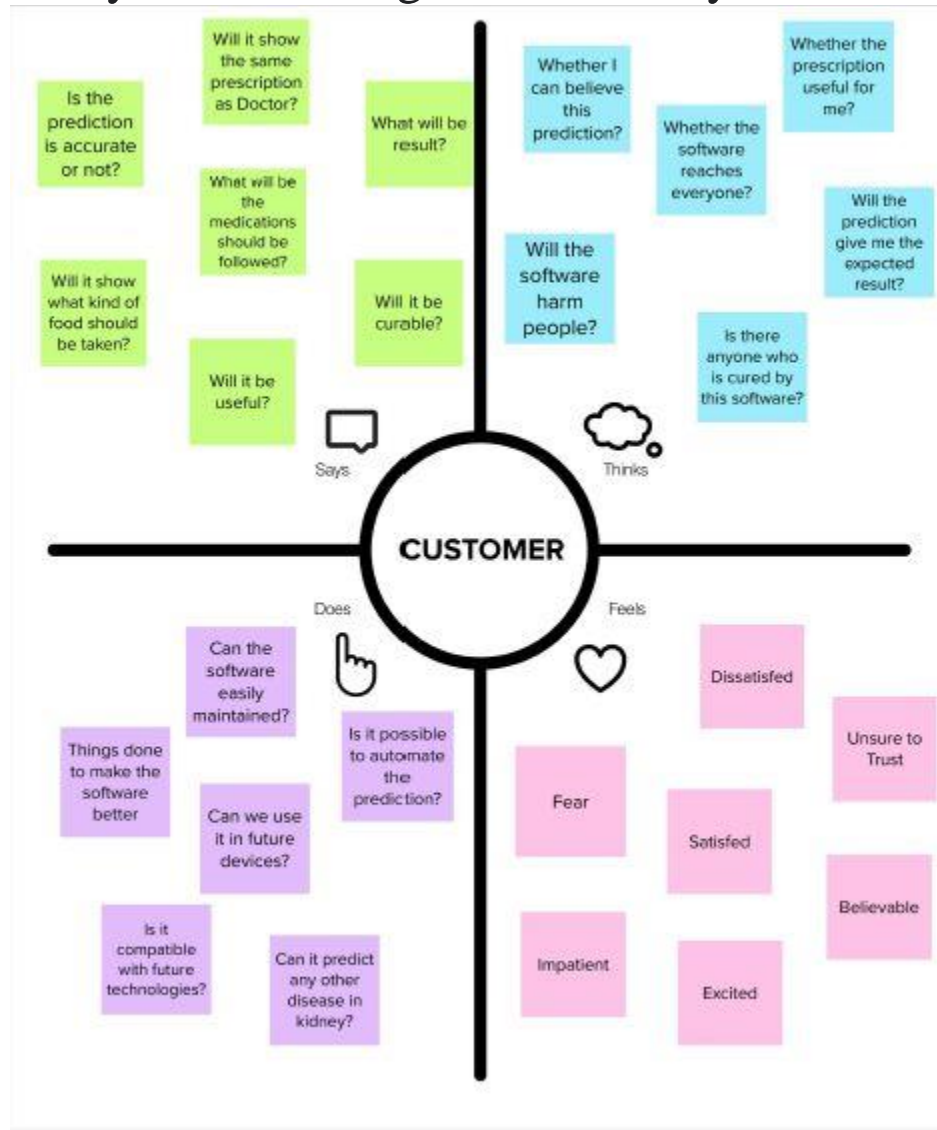 Will it show
the same
prescription
as Doctor?
Is the
prediction
is accurate
or not?
What will be
result?
What will be
the
medications
should be
followed?
Will it show
what kind of
food should
be taken?
Will it be
curable?
Will it be
useful?
Says
Whether I
can believe
this
prediction?
Whether the
prescription
useful for
me?
Whether the
software
reaches
everyone?
Will the
prediction
give me the
expected
result?
Will the
software
harm
people?
Is there
anyone who
is cured by
this software?
Thinks
CUSTOMER
Does
Can the
software
easily
maintained?
Things done
to make the
software
better
Is it possible
to automate
the
prediction?
Can we use
it in future
devices?
Is it
compatible
with future
technologies?
Can it predict
any other
disease in
kidney?
Feels
Dissatisfed
Unsure to
Trust
Fear
Satisfed
Believable
Impatient
Excited